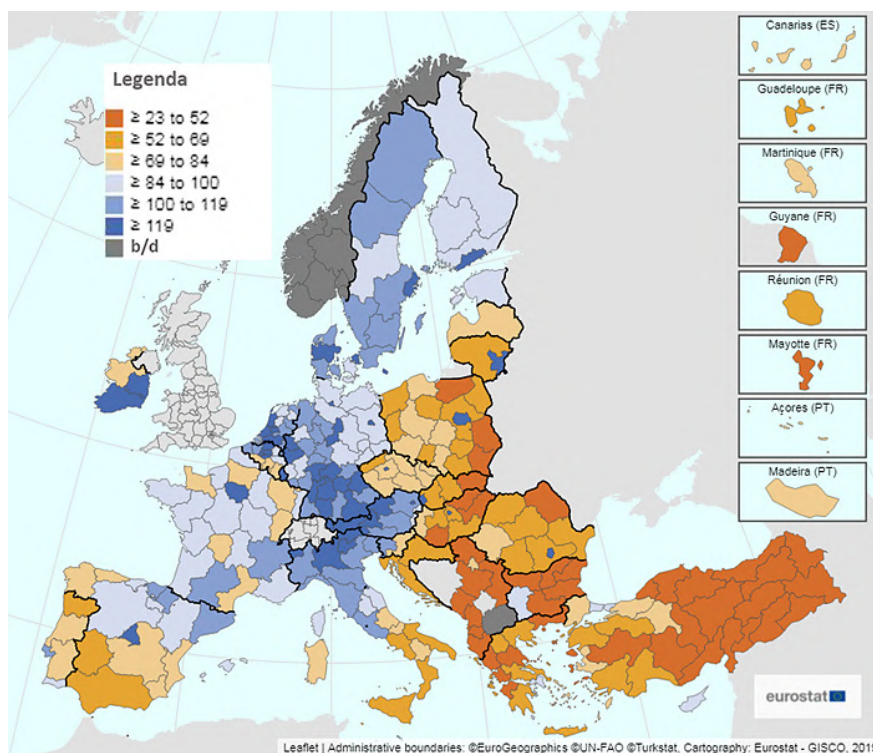 Legenda
≥ 23 to 52
≥ 52 to 69
≥ 69 to 84
≥ 84 to 100
≥ 100 to 119
≥ 119
b/d
Canarias (ES)
Guadeloupe (FR)
Martinique (FR)
Guyane (FR)
Réunion (FR)
Mayotte (FR)
Açores (PT)
Madeira (PT)
eurostat
Leaflet | Administrative boundaries: ©EuroGeographics ©UN-FAO ©Turkstat, Cartography: Eurostat - GISCO, 2019